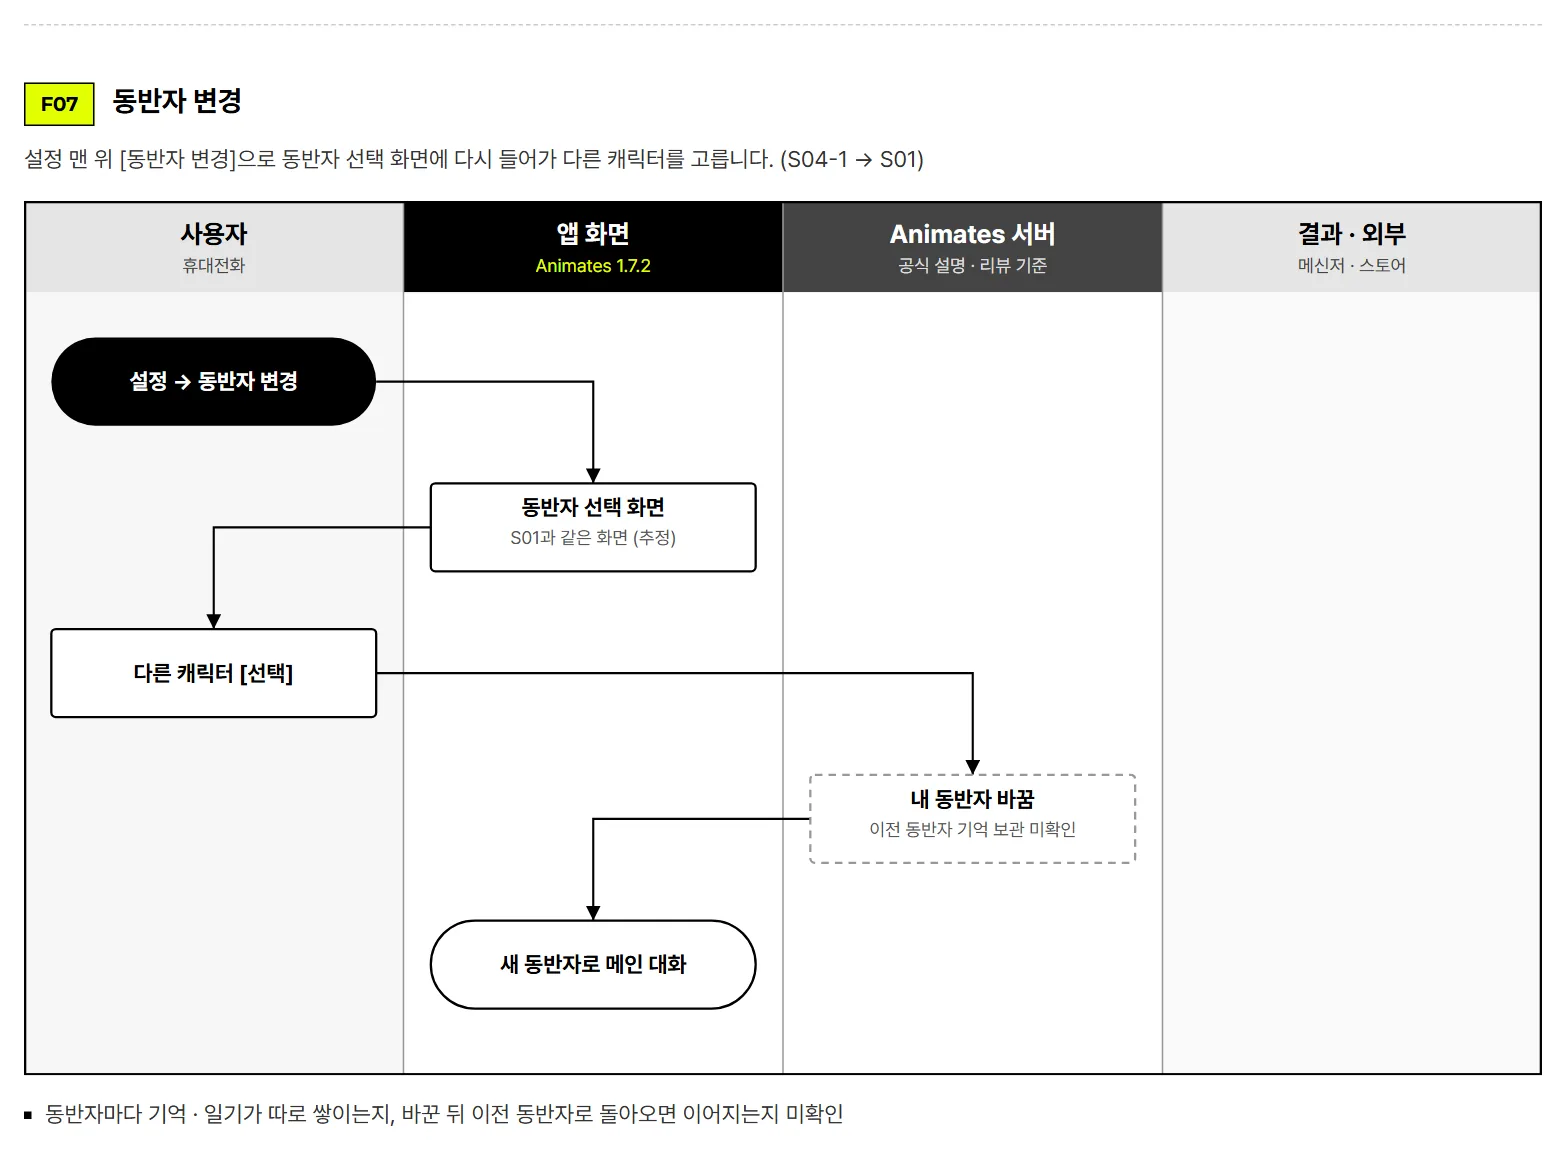 F07
동반자 변경
설정 맨 위 [동반자 변경]으로 동반자 선택 화면에 다시 들어가 다른 캐릭터를 고릅니다. (S04-1 → S01)
사용자
휴대전화
앱 화면
Animates 1.7.2
Animates 서버
공식 설명 · 리뷰 기준
결과 · 외부
메신저 · 스토어
설정 → 동반자 변경
동반자 선택 화면
S01과 같은 화면 (추정)
다른 캐릭터 [선택]
내 동반자 바꿈
이전 동반자 기억 보관 미확인
새 동반자로 메인 대화
▪ 동반자마다 기억 · 일기가 따로 쌓이는지, 바꾼 뒤 이전 동반자로 돌아오면 이어지는지 미확인